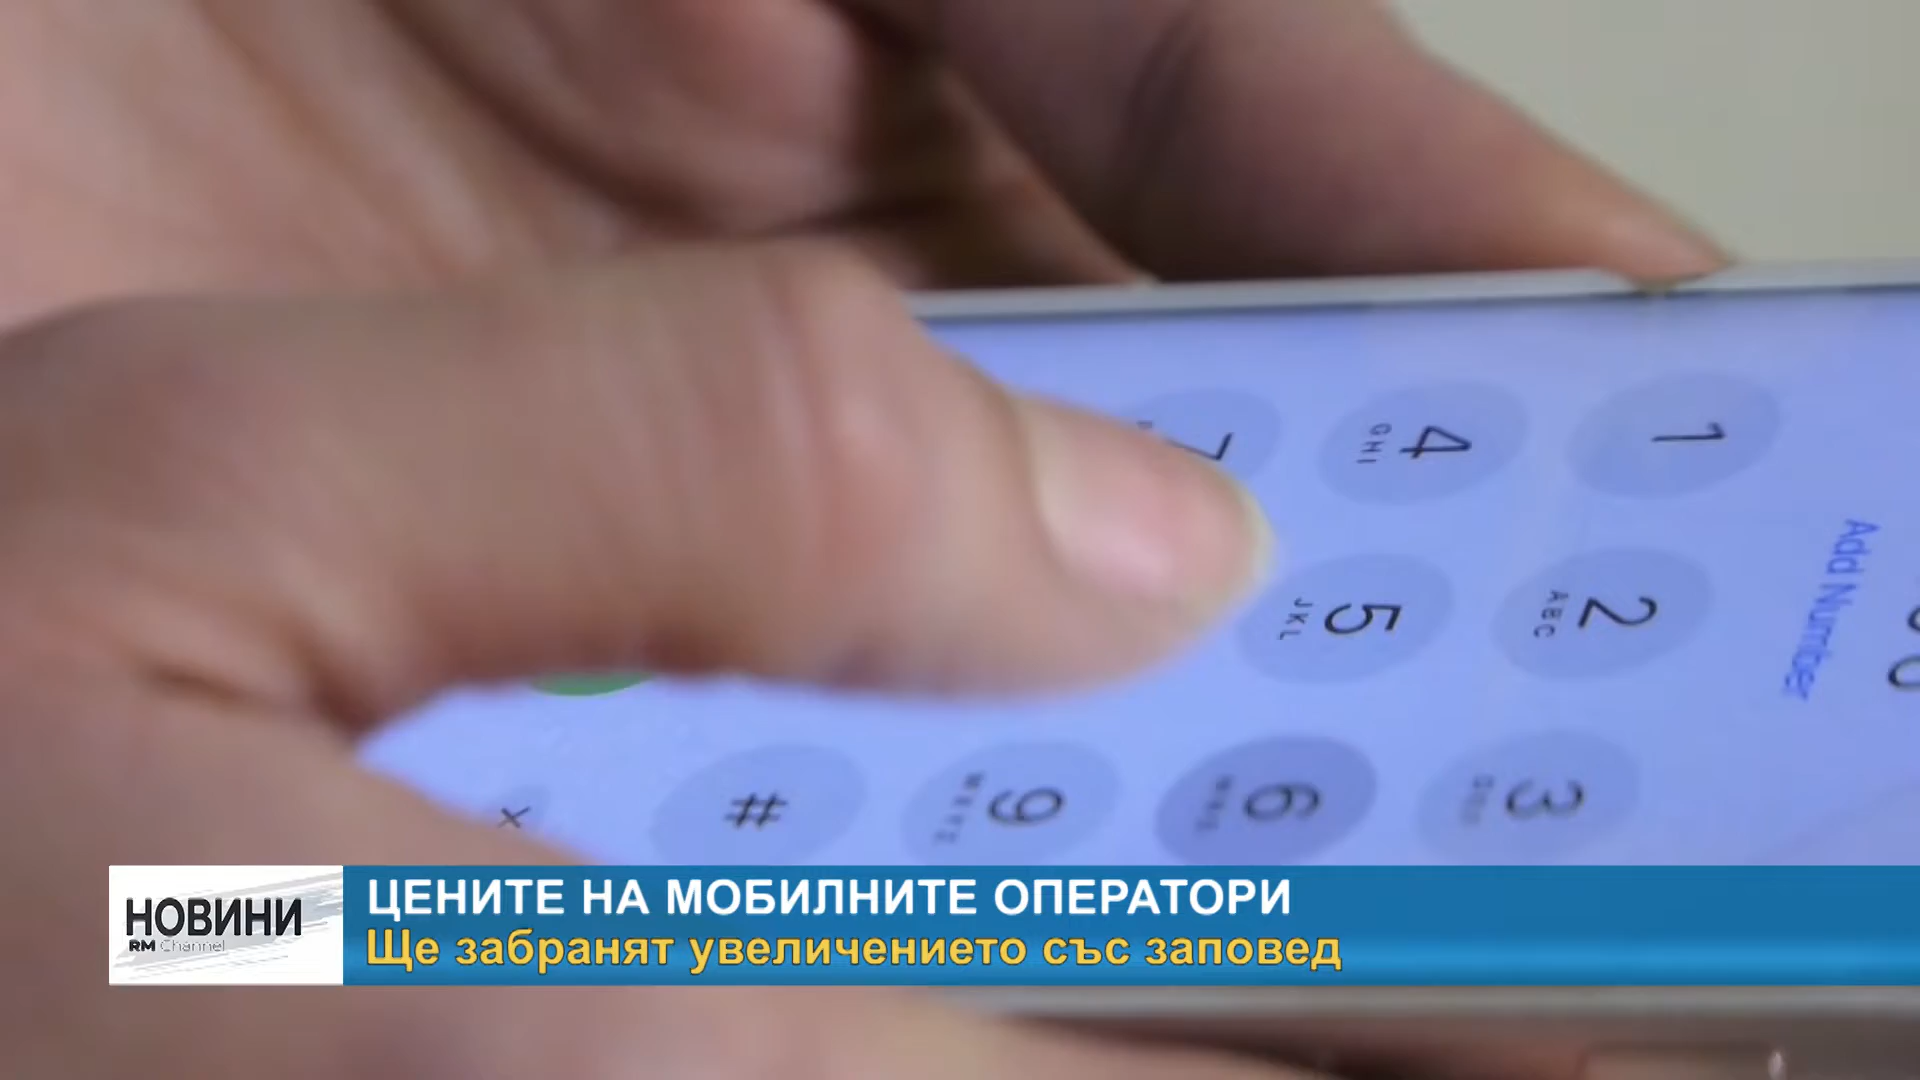 1
4
GHI
7
Add Number
2
ABC
5
JKL
3
6
9
#
НОВИНИ
RM Channel
ЦЕНИТЕ НА МОБИЛНИТЕ ОПЕРАТОРИ
Ще забранят увеличението със заповед